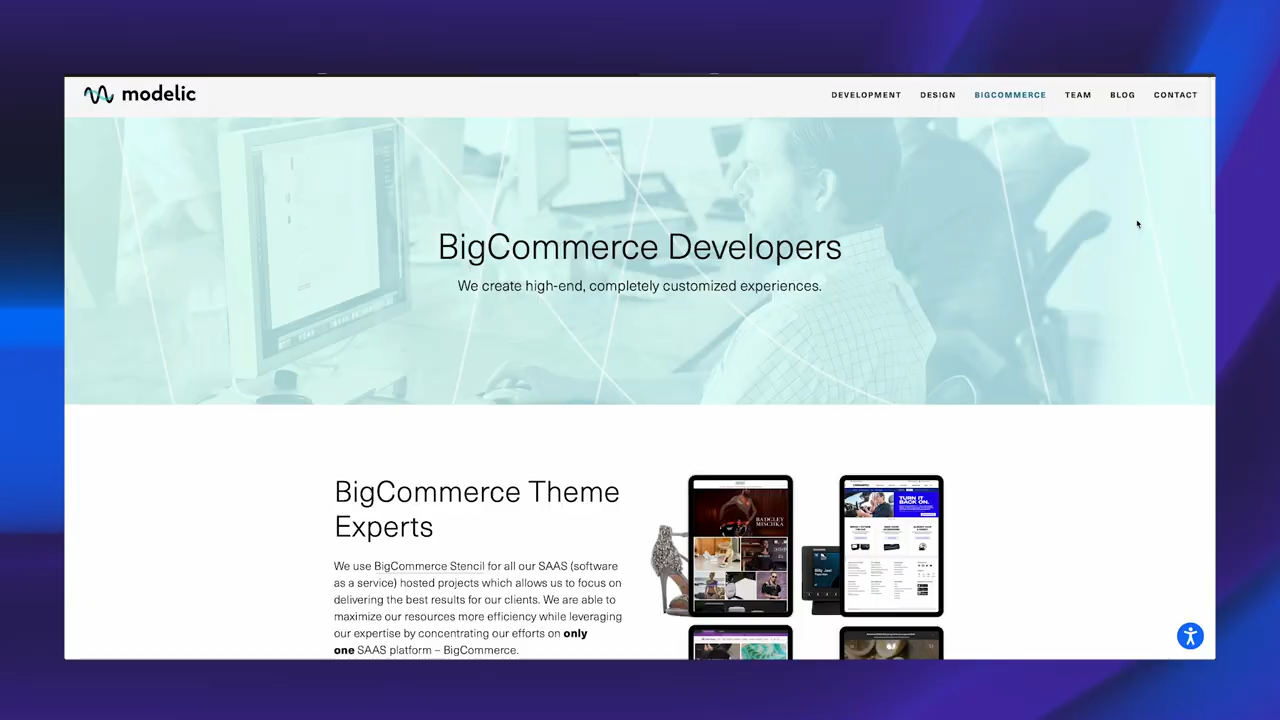 modelic
DEVELOPMENT DESIGN BIGCOMMERCE TEAM BLOG CONTACT
BigCommerce Developers
We create high-end, completely customized experiences.
BigCommerce Theme
Experts
We use BigCommerce Stencil for all our SAAS (software
as a service) hosted clients which allows us to focus on
delivering the best for our clients. We are able to
maximize our resources and efficiency while leveraging
our expertise by concentrating our efforts on only
one SAAS platform – BigCommerce.
BADGLEY
MISCHKA
TURN IT
BACK ON.